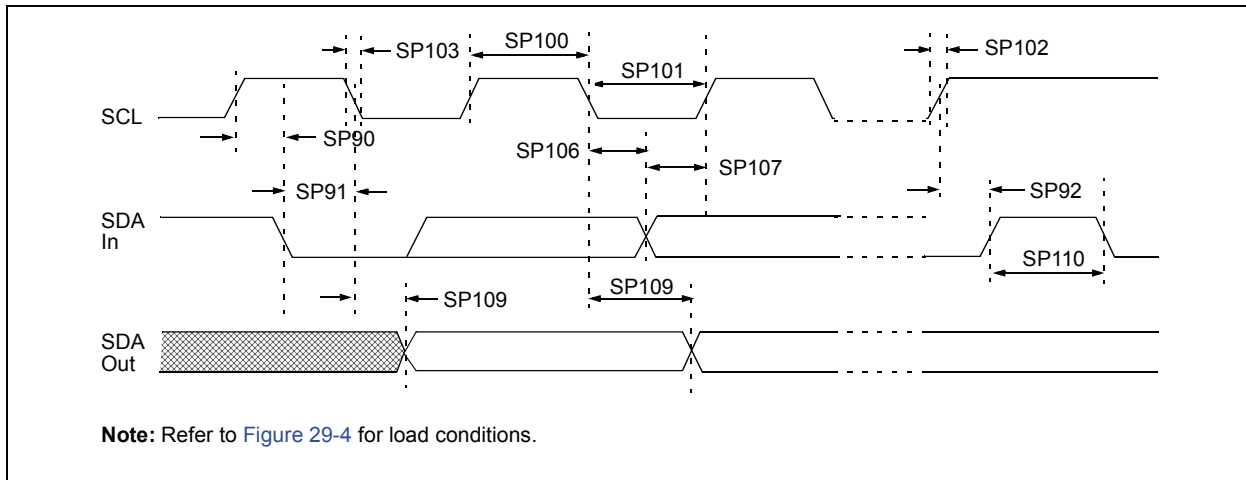 SP103
SP100
SP102
SP101
SCL
SP90
SP106
SP107
SP91
SP92
SDA
In
SP110
SP109
SP109
SDA
Out
Note: Refer to Figure 29-4 for load conditions.